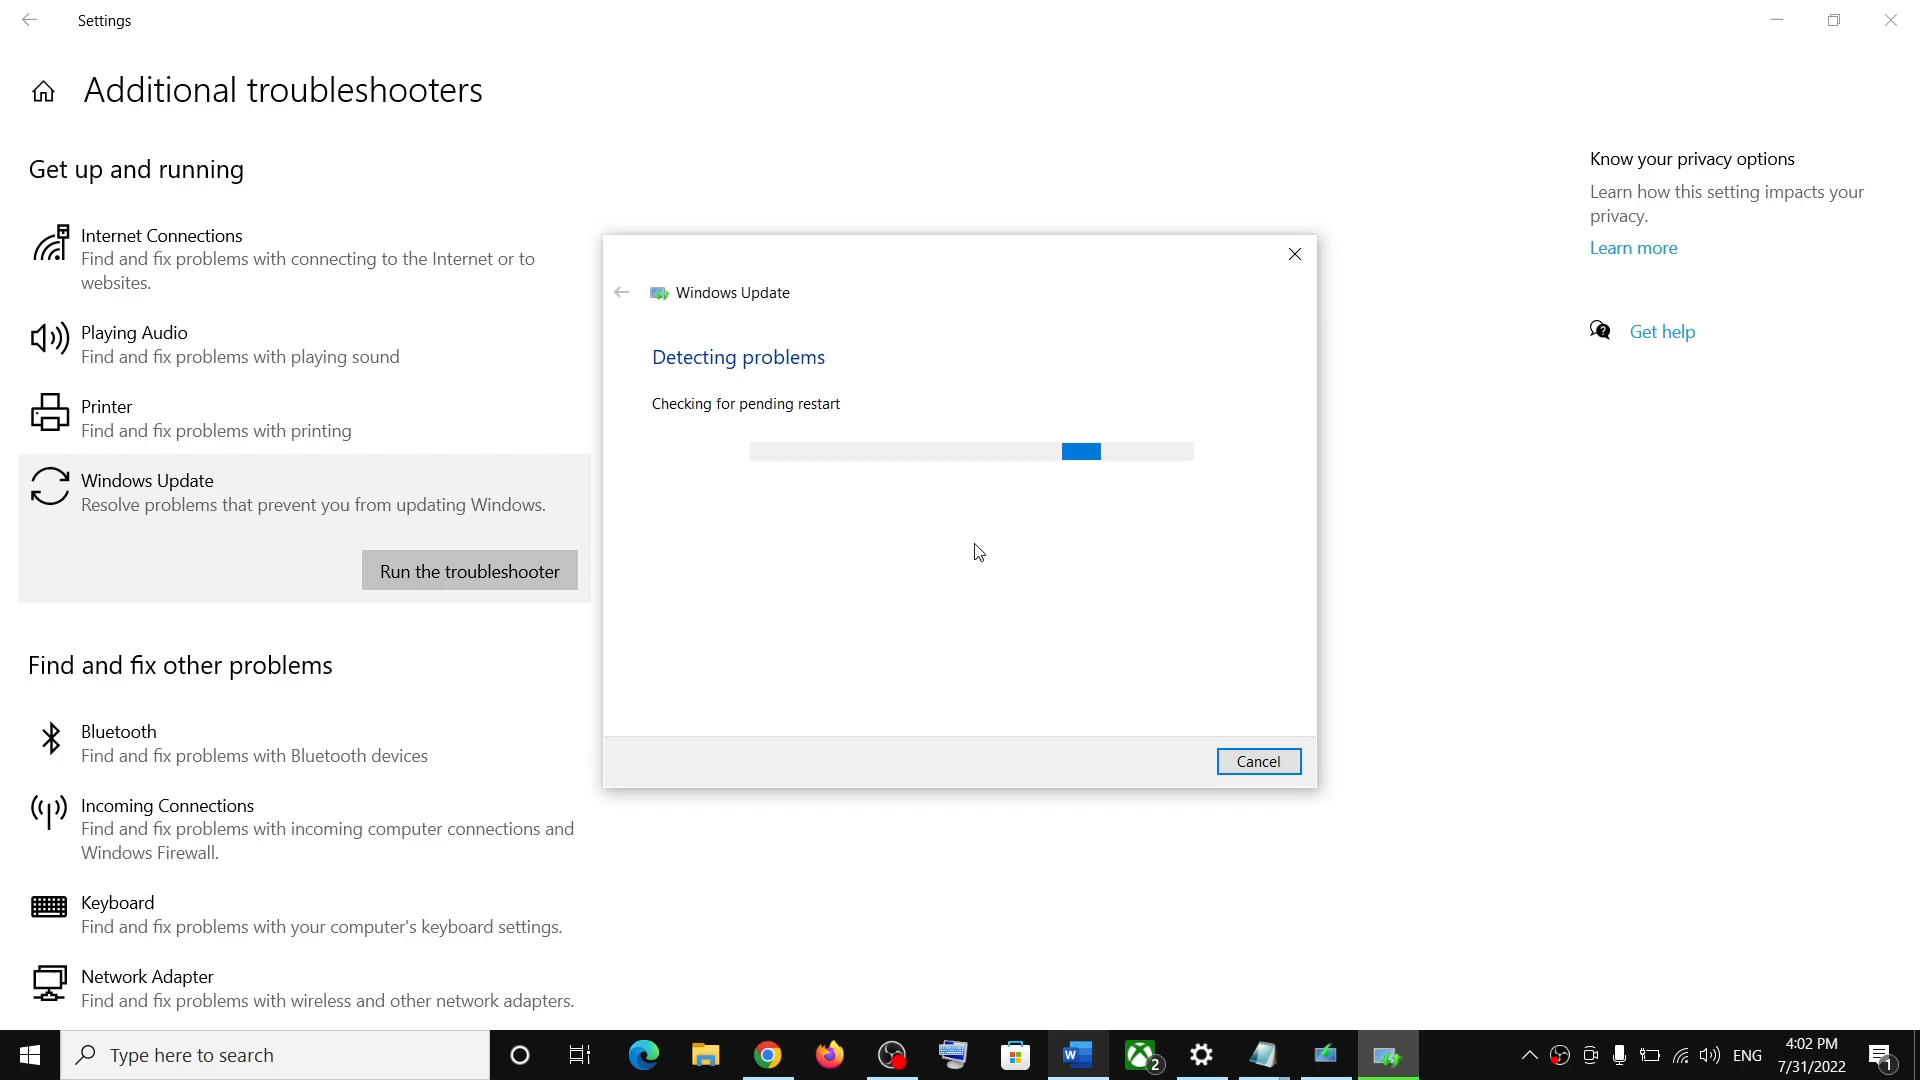 Settings
Additional troubleshooters
Get up and running
Internet Connections
Find and fix problems with connecting to the Internet or to
websites.
Playing Audio
Find and fix problems with playing sound
Printer
Find and fix problems with printing
Windows Update
Resolve problems that prevent you from updating Windows.
Run the troubleshooter
Find and fix other problems
Bluetooth
Find and fix problems with Bluetooth devices
Incoming Connections
Find and fix problems with incoming computer connections and
Windows Firewall.
Keyboard
Find and fix problems with your computer's keyboard settings.
Network Adapter
Find and fix problems with wireless and other network adapters.
Windows Update
Detecting problems
Checking for pending restart
Cancel
Know your privacy options
Learn how this setting impacts your
privacy.
Learn more
Get help
Type here to search
W
2
ENG
4:02 PM
7/31/2022
1